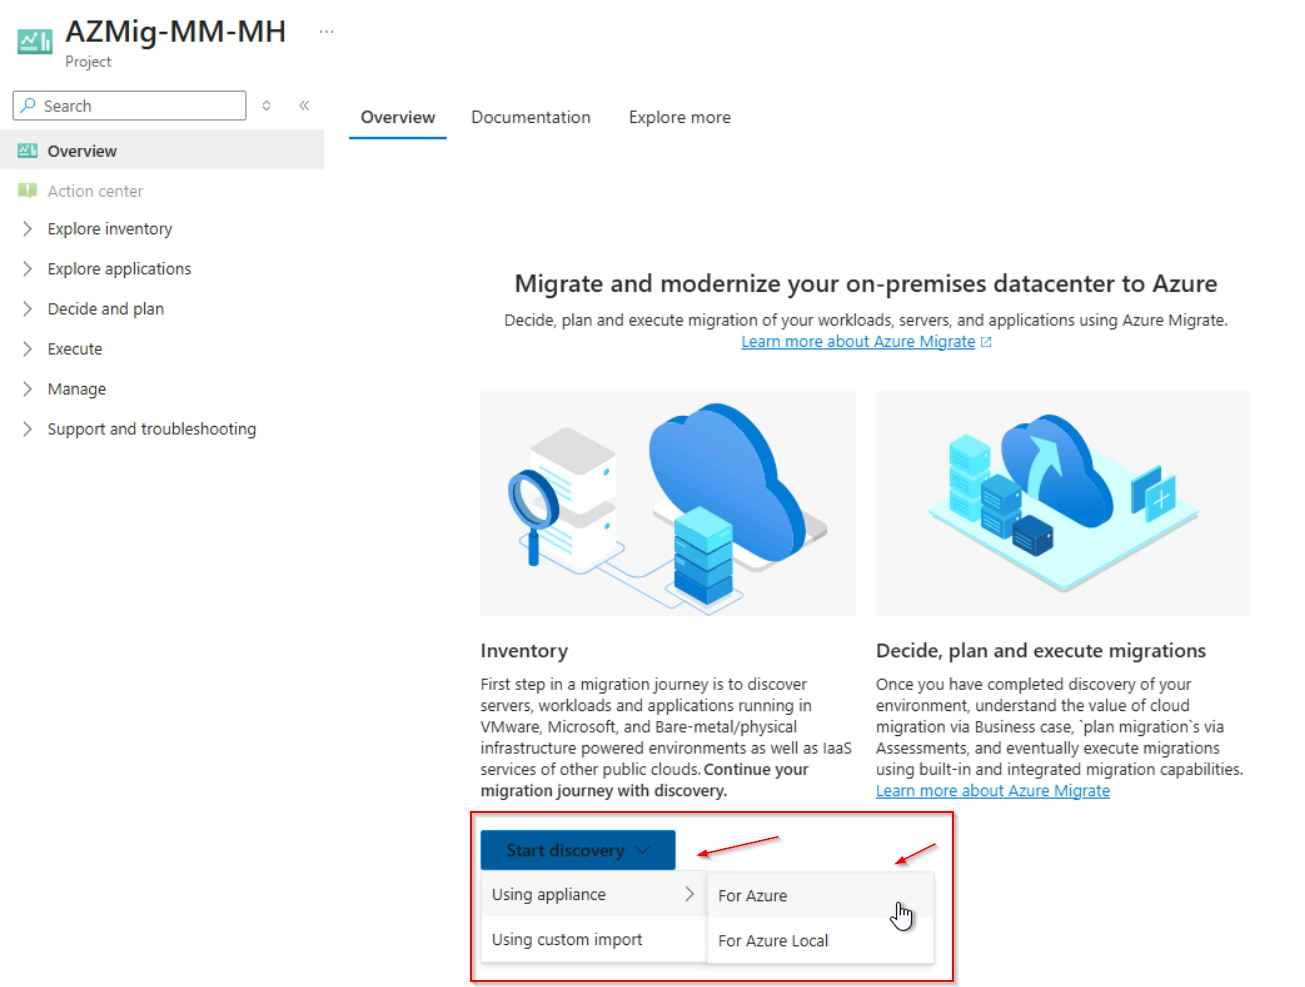 AZMig-MM-MH ...
Project
Search
Overview
Action center
Explore inventory
Explore applications
Decide and plan
Execute
Manage
Support and troubleshooting
Overview Documentation Explore more
Migrate and modernize your on-premises datacenter to Azure
Decide, plan and execute migration of your workloads, servers, and applications using Azure Migrate.
Learn more about Azure Migrate
Inventory
First step in a migration journey is to discover
servers, workloads and applications running in
VMware, Microsoft, and Bare-metal/physical
infrastructure powered environments as well as IaaS
services of other public clouds. Continue your
migration journey with discovery.
Decide, plan and execute migrations
Once you have completed discovery of your
environment, understand the value of cloud
migration via Business case, `plan migration`s via
Assessments, and eventually execute migrations
using built-in and integrated migration capabilities.
Learn more about Azure Migrate
Start discovery
Using appliance
Using custom import
For Azure
For Azure Local